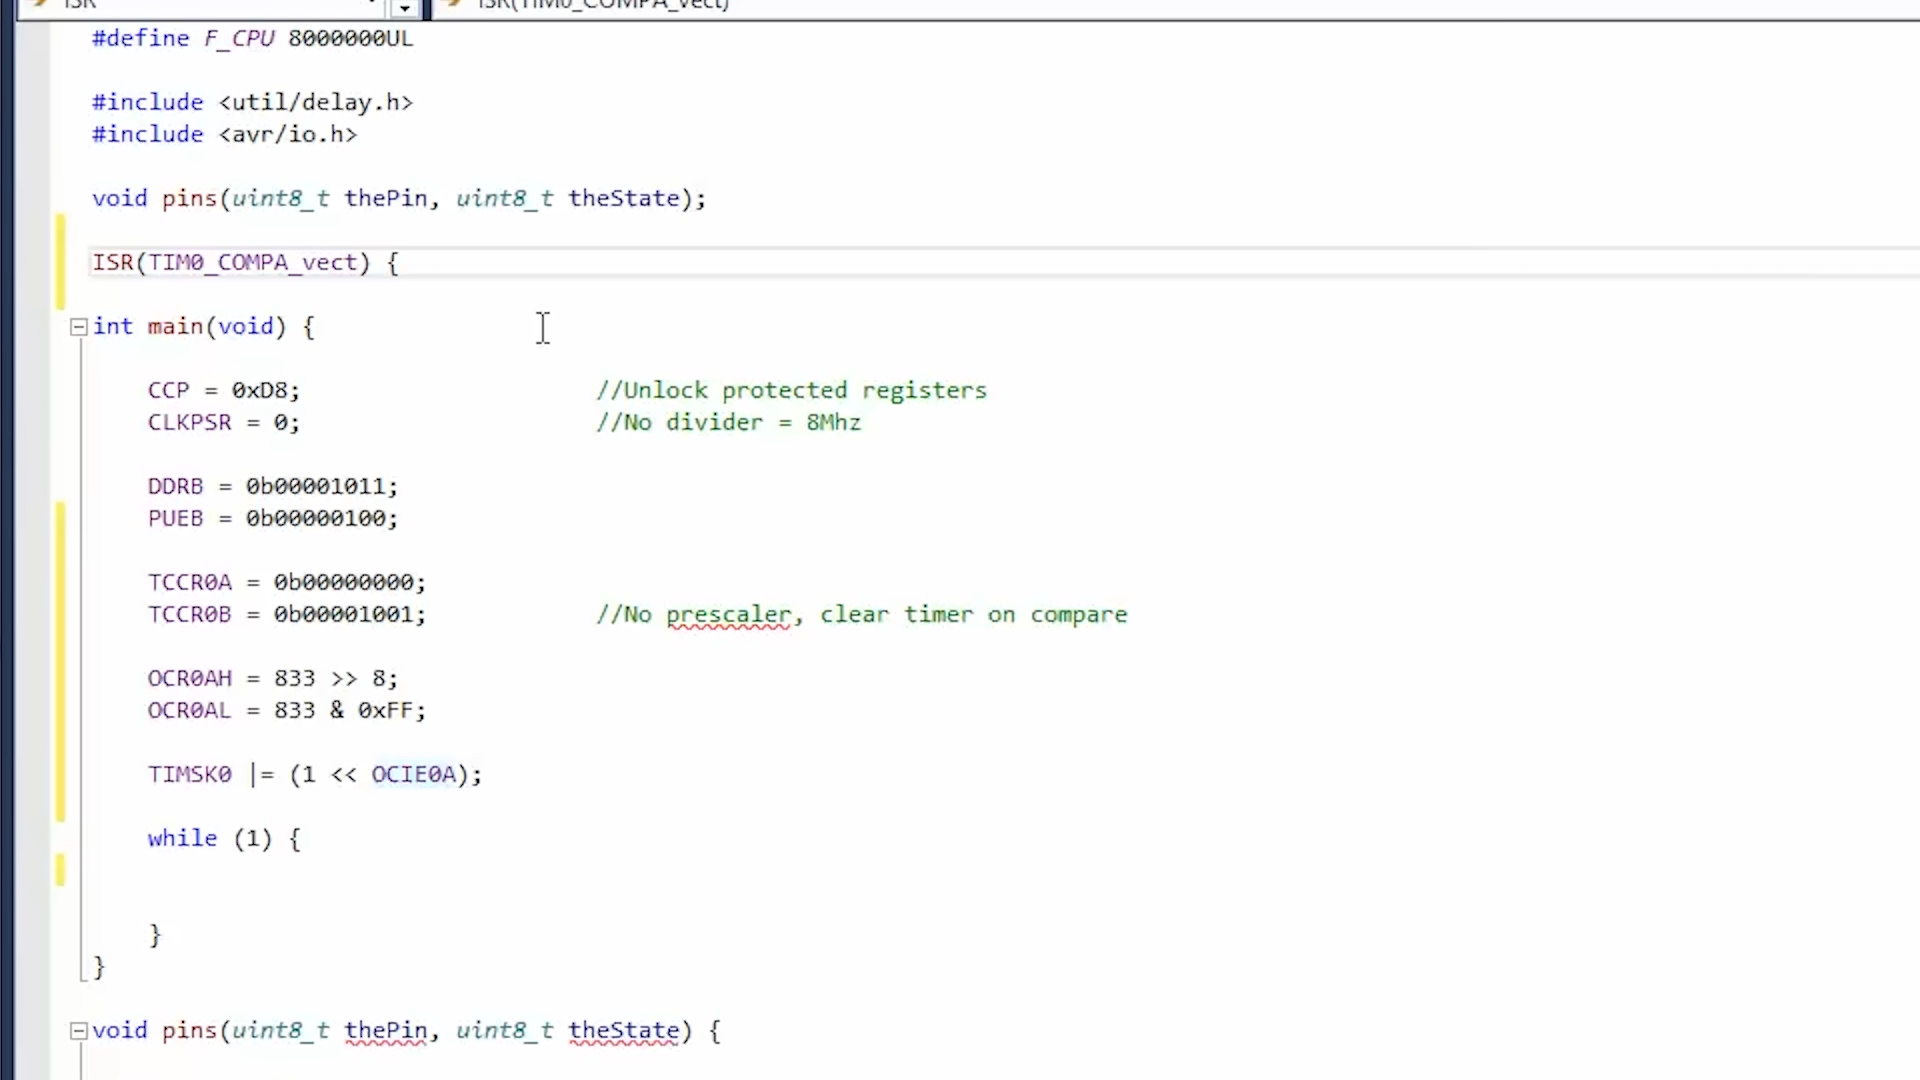 ISR ISR(TIM0_COMPA_vect)
#define F_CPU 8000000UL
#include <util/delay.h>
#include <avr/io.h>
void pins(uint8_t thePin, uint8_t theState);
ISR(TIM0_COMPA_vect) {
int main(void) {
CCP = 0xD8; //Unlock protected registers
CLKPSR = 0; //No divider = 8Mhz
DDRB = 0b00001011;
PUEB = 0b00000100;
TCCR0A = 0b00000000;
TCCR0B = 0b00001001; //No prescaler, clear timer on compare
OCR0AH = 833 >> 8;
OCR0AL = 833 & 0xFF;
TIMSK0 |= (1 << OCIE0A);
while (1) {
}
}
void pins(uint8_t thePin, uint8_t theState) {